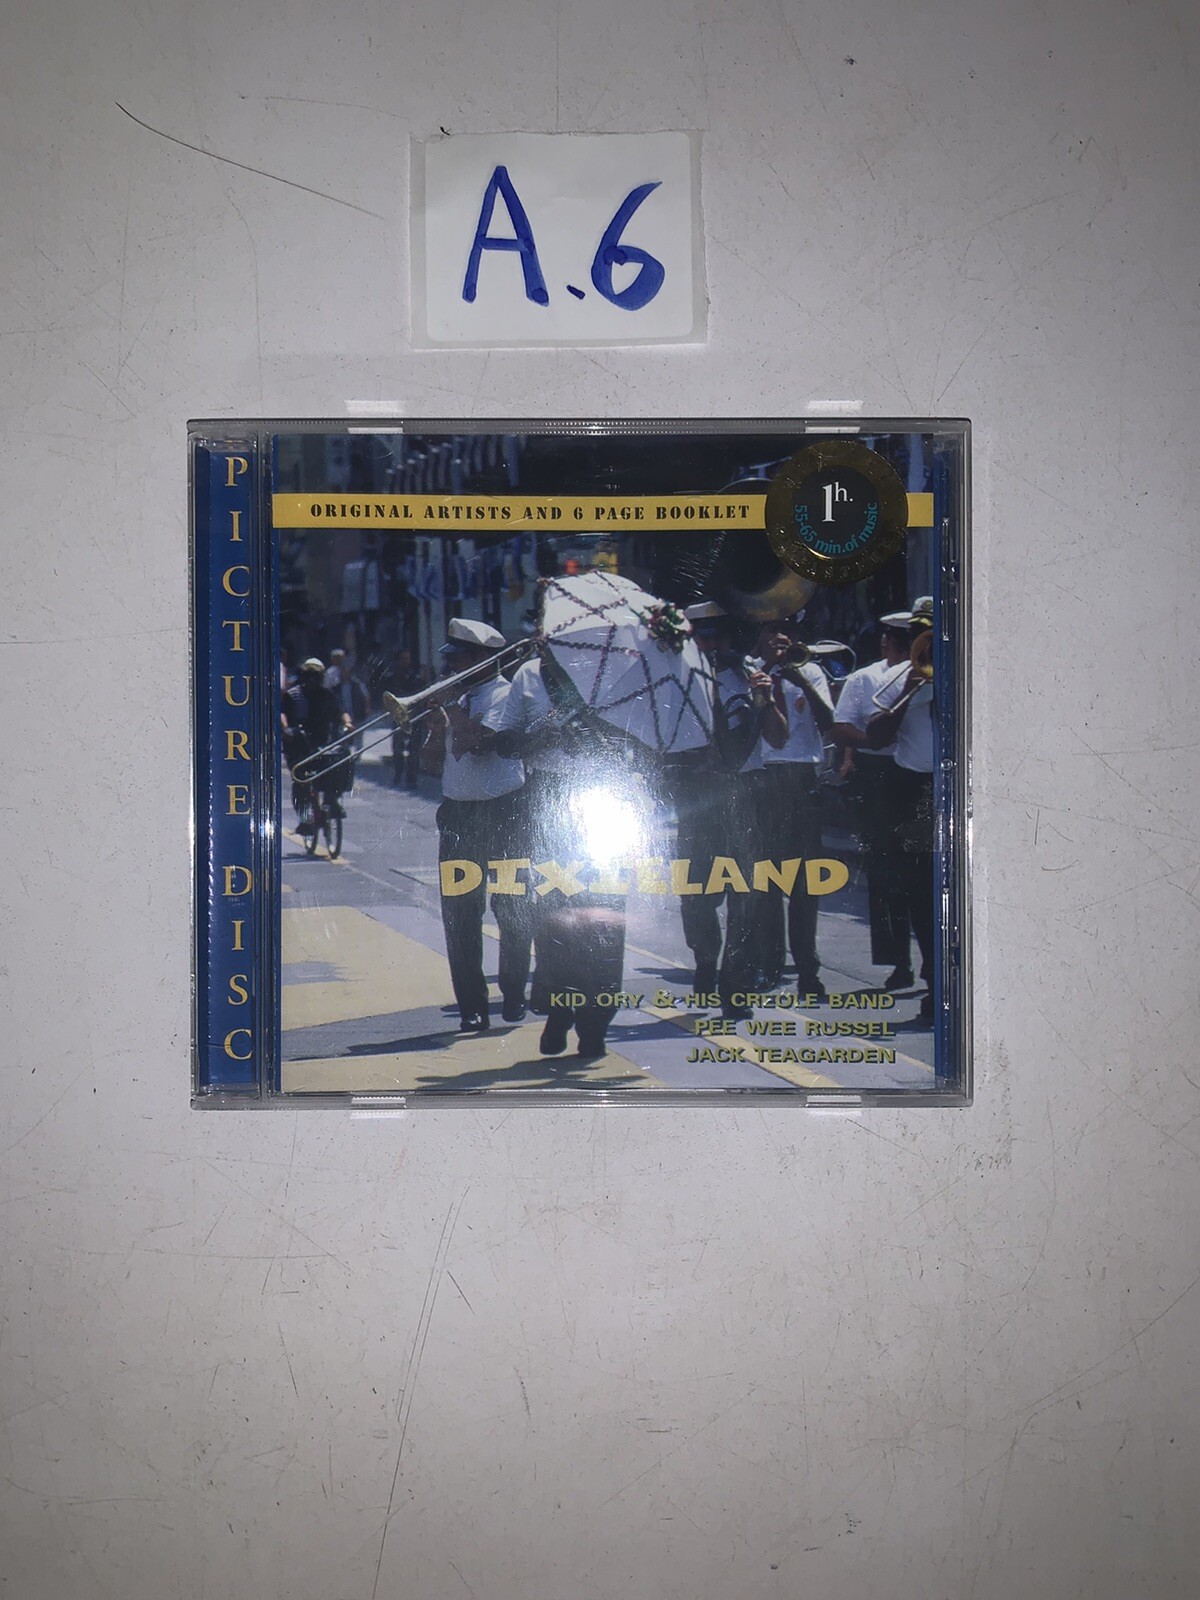 A.6
PICTURE DISC
ORIGINAL ARTISTS AND 6 PAGE BOOKLET
1h.
55-65 min.of music
DIXILLAND
KID ORY & HIS CREOLE BAND
PEE WEE RUSSEL
JACK TEAGARDEN